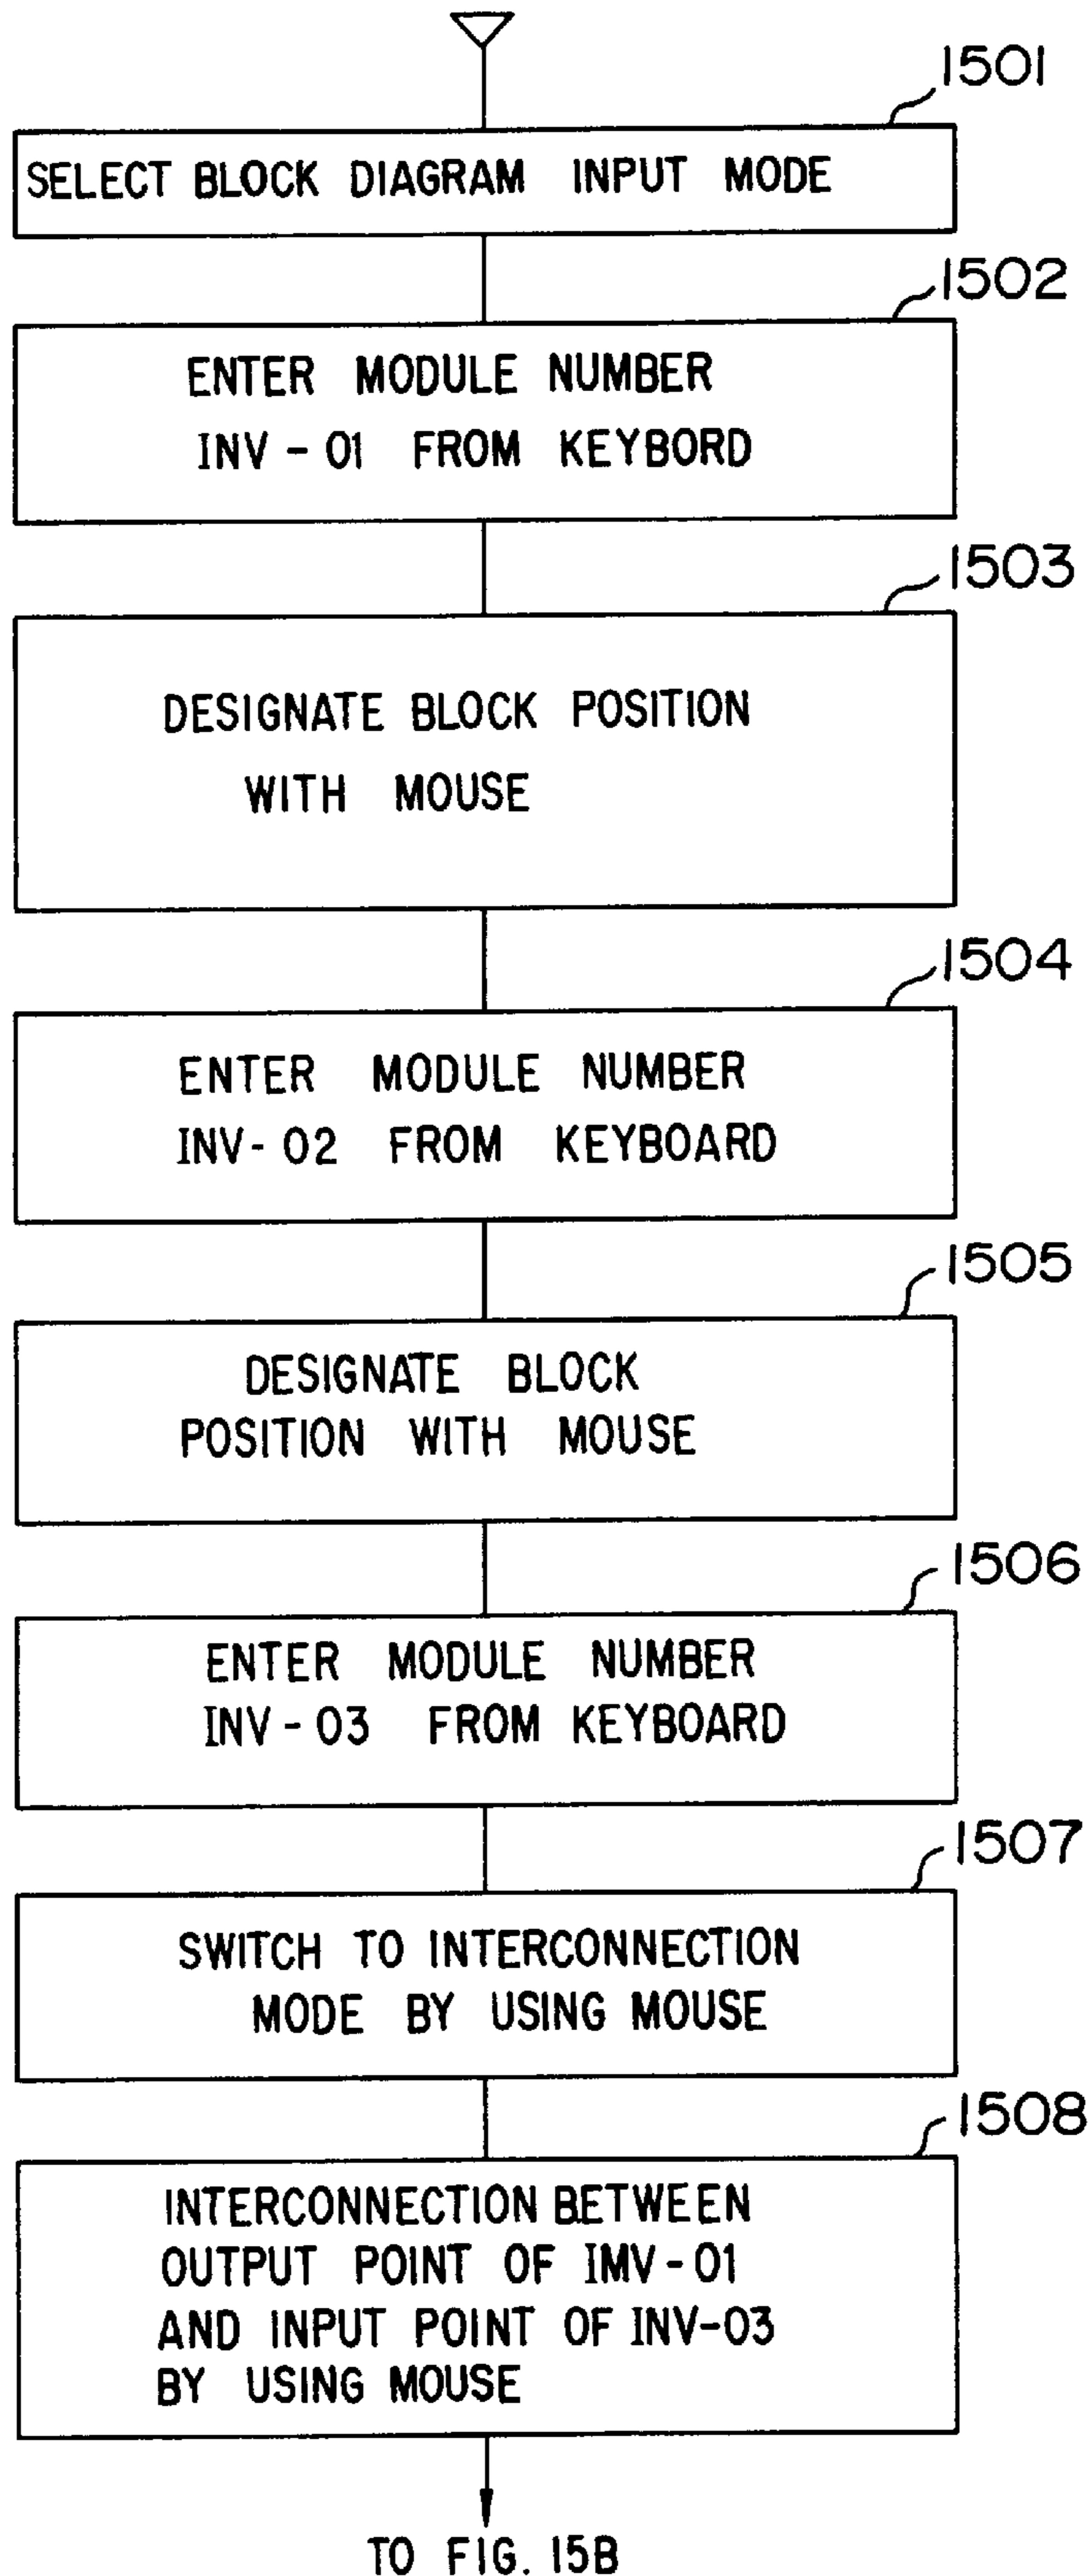 1501
SELECT BLOCK DIAGRAM INPUT MODE
1502
ENTER MODULE NUMBER
INV - 01 FROM KEYBORD
1503
DESIGNATE BLOCK POSITION
WITH MOUSE
1504
ENTER MODULE NUMBER
INV - 02 FROM KEYBOARD
1505
DESIGNATE BLOCK
POSITION WITH MOUSE
1506
ENTER MODULE NUMBER
INV - 03 FROM KEYBOARD
1507
SWITCH TO INTERCONNECTION
MODE BY USING MOUSE
1508
INTERCONNECTION BETWEEN
OUTPUT POINT OF IMV-01
AND INPUT POINT OF INV-03
BY USING MOUSE
TO FIG. 15B